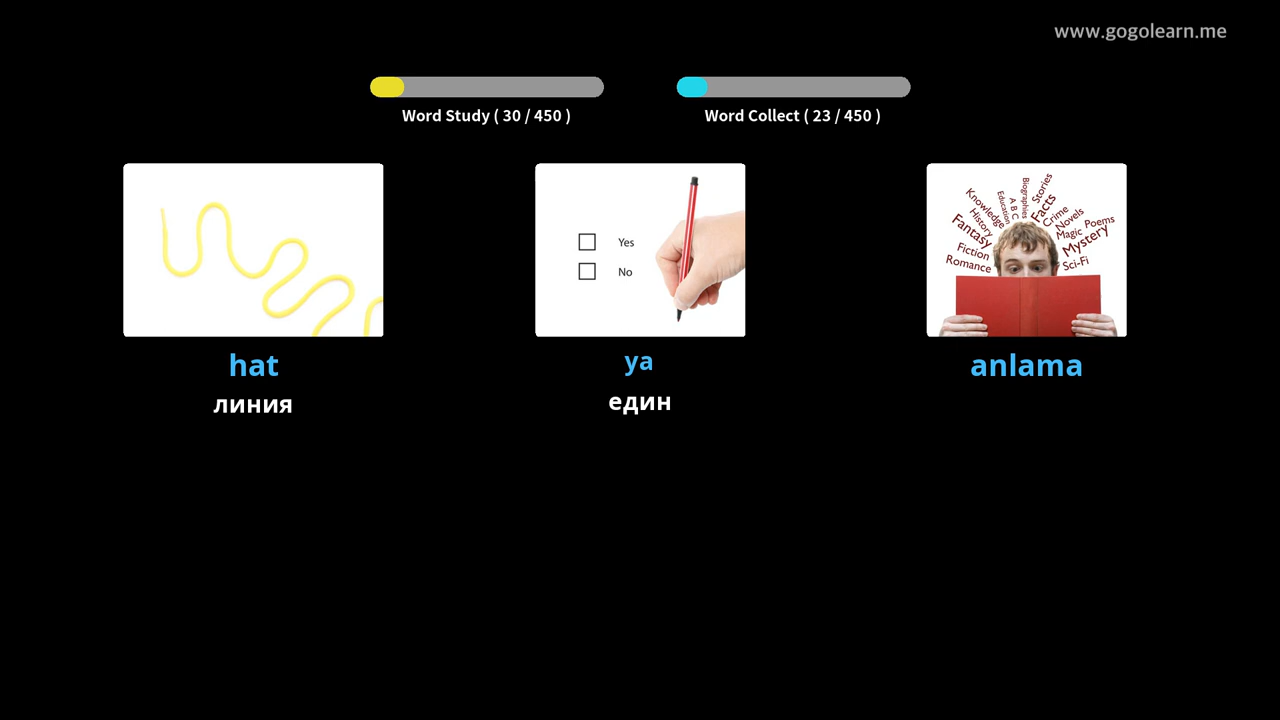 www.gogolearn.me
Word Study ( 30 / 450 )
Word Collect ( 23 / 450 )
Yes
No
Knowledge
History
Fantasy
Fiction
Romance
Education
A B C
Biographies
Stories
Facts
Crime
Novels
Magic
Poems
Mystery
Sci-Fi
hat
ya
anlama
линия
един